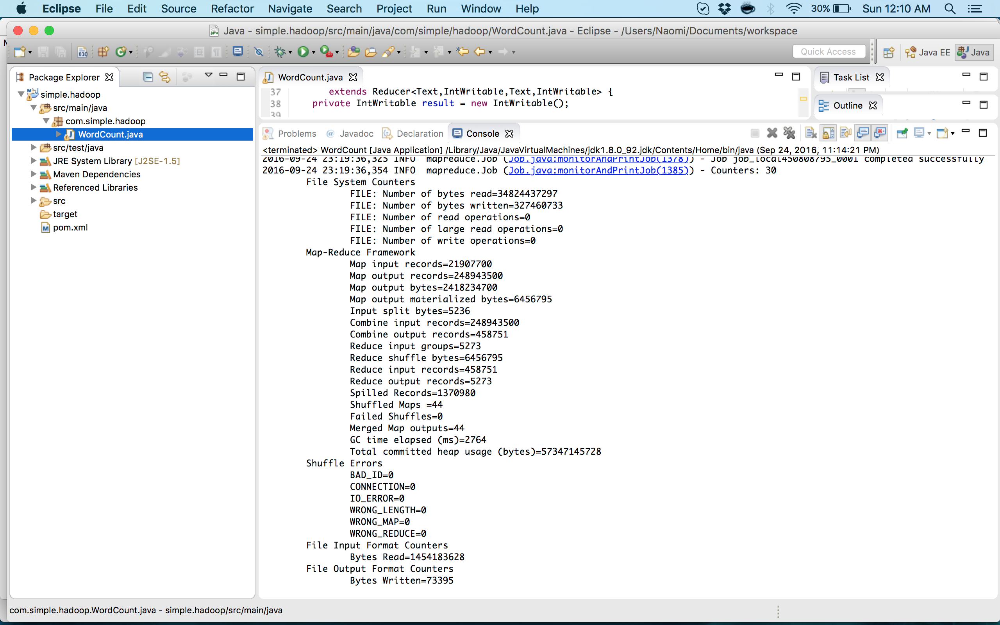 Eclipse File Edit Source Refactor Navigate Search Project Run Window Help 30% Sun 12:10 AM
Java - simple.hadoop/src/main/java/com/simple/hadoop/WordCount.java - Eclipse - /Users/Naomi/Documents/workspace
Quick Access Java EE Java
Package Explorer
simple.hadoop
src/main/java
com.simple.hadoop
WordCount.java
src/test/java
JRE System Library [J2SE-1.5]
Maven Dependencies
Referenced Libraries
src
target
pom.xml
WordCount.java
37 extends Reducer<Text,IntWritable,Text,IntWritable> {
38 private IntWritable result = new IntWritable();
39
Task List
Outline
Problems Javadoc Declaration Console
<terminated> WordCount [Java Application] /Library/Java/JavaVirtualMachines/jdk1.8.0_92.jdk/Contents/Home/bin/java (Sep 24, 2016, 11:14:21 PM)
2016-09-24 23:19:36,325 INFO mapreduce.Job (Job.java:monitorAndPrintJob(1378)) - Job job_local450808795_0001 completed successfully
2016-09-24 23:19:36,354 INFO mapreduce.Job (Job.java:monitorAndPrintJob(1385)) - Counters: 30
File System Counters
FILE: Number of bytes read=34824437297
FILE: Number of bytes written=327460733
FILE: Number of read operations=0
FILE: Number of large read operations=0
FILE: Number of write operations=0
Map-Reduce Framework
Map input records=21907700
Map output records=248943500
Map output bytes=2418234700
Map output materialized bytes=6456795
Input split bytes=5236
Combine input records=248943500
Combine output records=458751
Reduce input groups=5273
Reduce shuffle bytes=6456795
Reduce input records=458751
Reduce output records=5273
Spilled Records=1370980
Shuffled Maps =44
Failed Shuffles=0
Merged Map outputs=44
GC time elapsed (ms)=2764
Total committed heap usage (bytes)=57347145728
Shuffle Errors
BAD_ID=0
CONNECTION=0
IO_ERROR=0
WRONG_LENGTH=0
WRONG_MAP=0
WRONG_REDUCE=0
File Input Format Counters
Bytes Read=1454183628
File Output Format Counters
Bytes Written=73395
com.simple.hadoop.WordCount.java - simple.hadoop/src/main/java